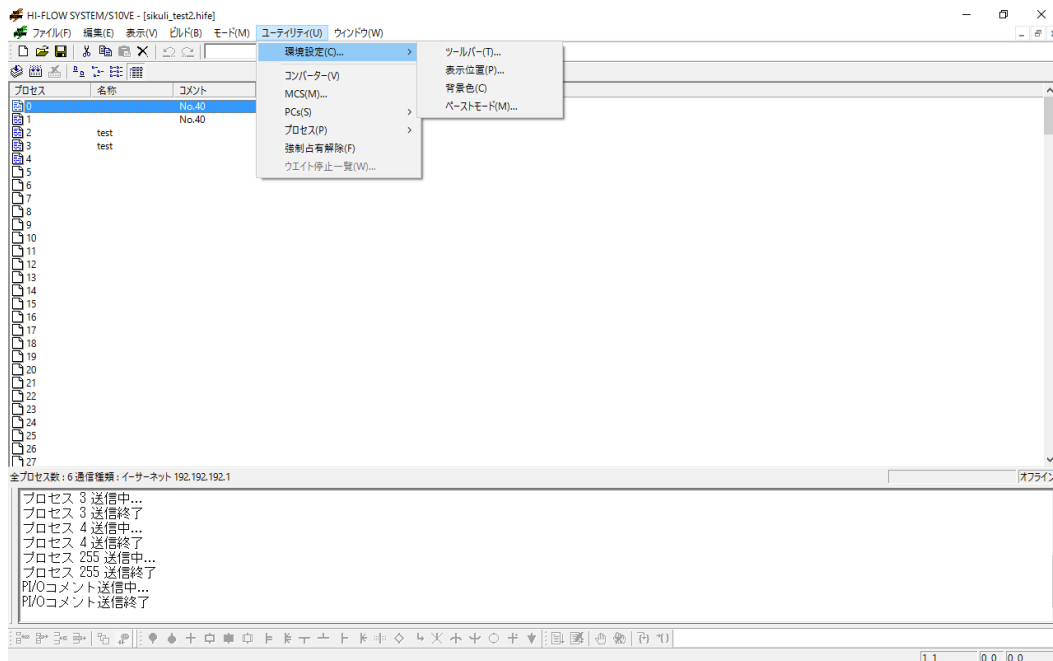 HI-FLOW SYSTEM/S10VE - [sikuli_test2.hife]
ファイル(F) 編集(E) 表示(V) ビルド(B) モード(M) ユーティリティ(U) ウィンドウ(W)
環境設定(C)...
コンバーター(V)
MCS(M)...
PCs(S)
プロセス(P)
強制占有解除(F)
ウエイト停止一覧(W)...
ツールバー(T)...
表示位置(P)...
背景色(C)
ペーストモード(M)...
プロセス 名称 コメント
0 No.40
1 No.40
2 test
3 test
4
5
6
7
8
9
10
11
12
13
14
15
16
17
18
19
20
21
22
23
24
25
26
27
全プロセス数 : 6 通信種類 : イーサーネット 192.192.192.1
オフライン
プロセス 3 送信中...
プロセス 3 送信終了
プロセス 4 送信中...
プロセス 4 送信終了
プロセス 255 送信中...
プロセス 255 送信終了
PI/Oコメント送信中...
PI/Oコメント送信終了
1, 1 0, 0 0, 0